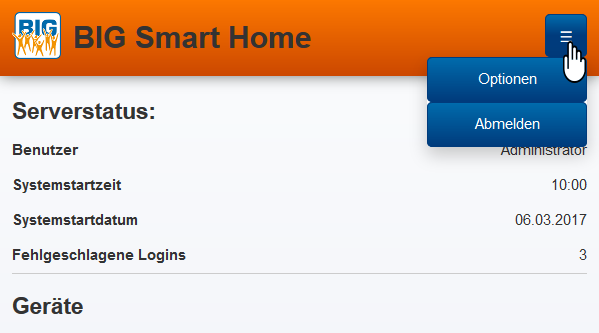 BIG
BIG Smart Home
☰
Optionen
Abmelden
Serverstatus:
Benutzer Administrator
Systemstartzeit 10:00
Systemstartdatum 06.03.2017
Fehlgeschlagene Logins 3
Geräte